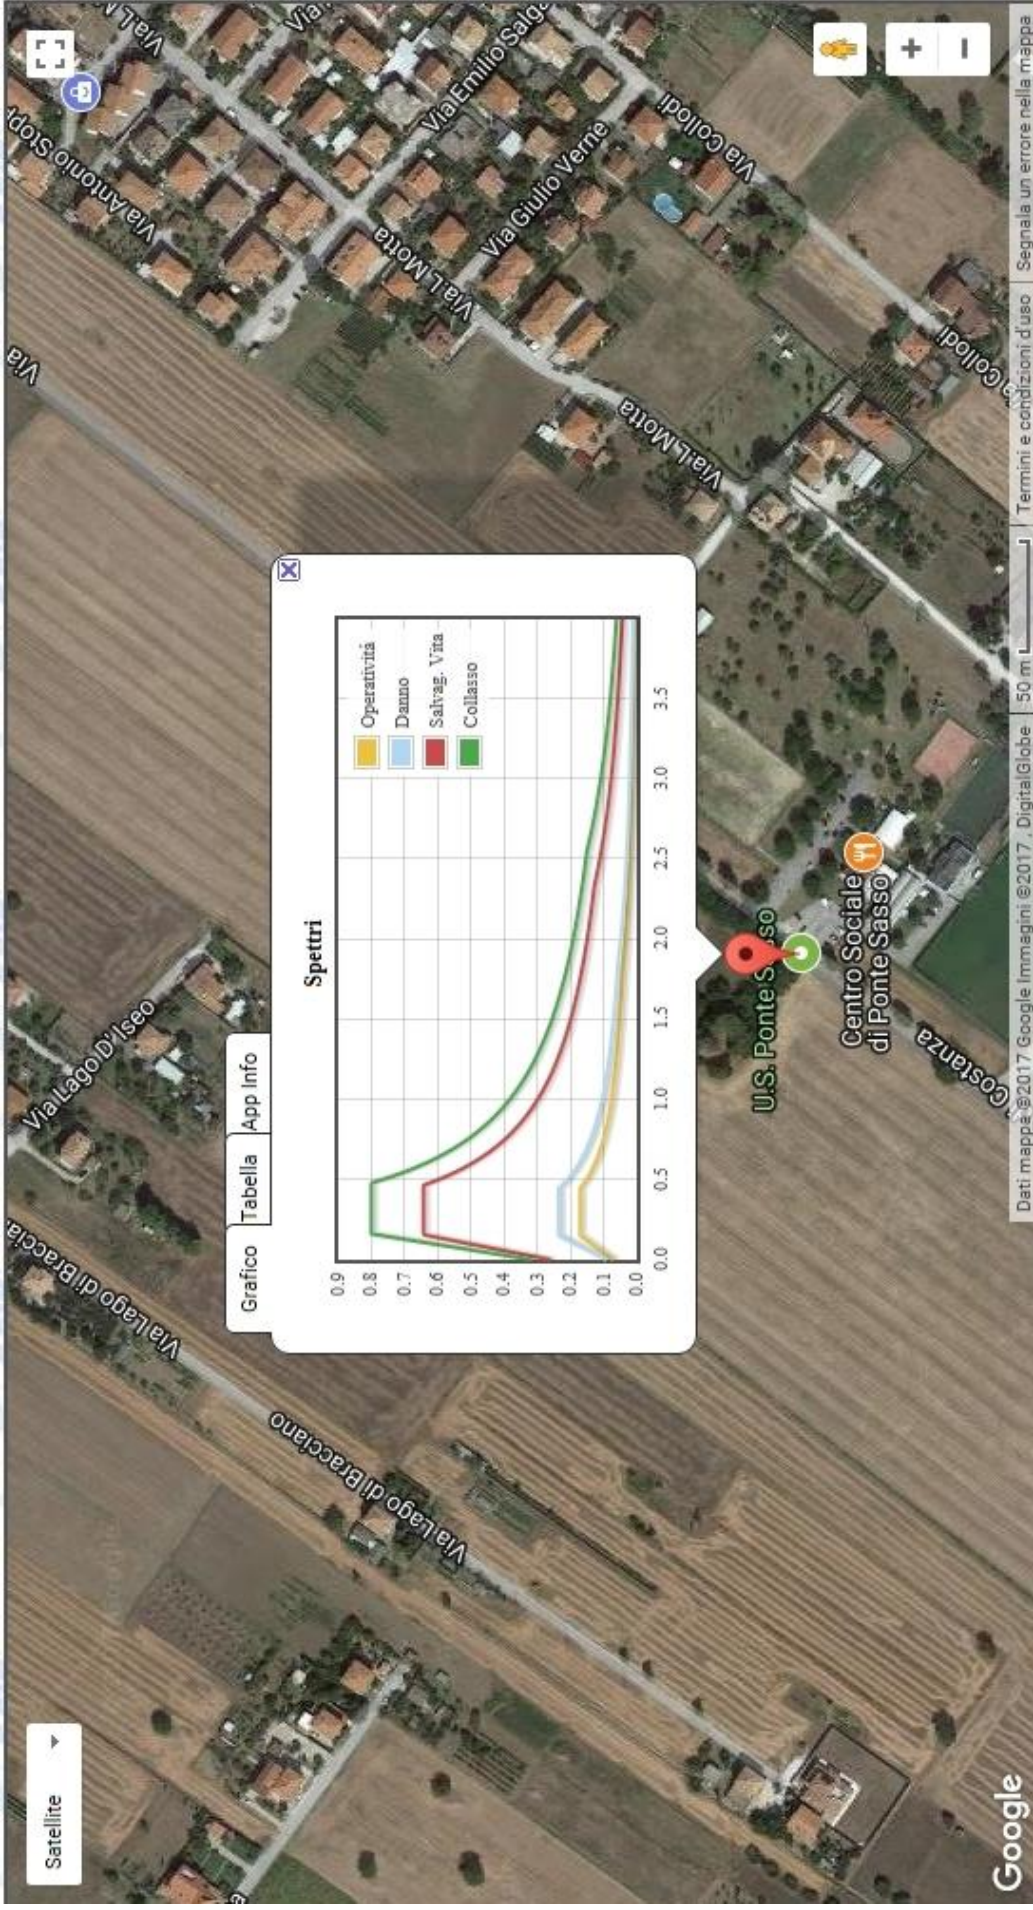 Satellite
Via Lago di Braccia
Via Lago D'Iseo
Via
Via Antonio Stopp
Via L. M
Via
Via Emilio Salga
Via L. Motta
Via Giulio Verne
Via Collodi
Via L. Motta
a Collodi
Via Lago di Bracciano
Grafico
Tabella
App Info
Spettri
0.9
0.8
0.7
0.6
0.5
0.4
0.3
0.2
0.1
0.0
0.0
0.5
1.0
1.5
2.0
2.5
3.0
3.5
Operatività
Danno
Salvag. Vita
Collasso
U.S. Ponte Sasso
Centro Sociale
di Ponte Sasso
Costanza
+
−
Google
Dati mappa ©2017 Google Immagini ©2017 , DigitalGlobe
50 m
Termini e condizioni d'uso
Segnala un errore nella mappa